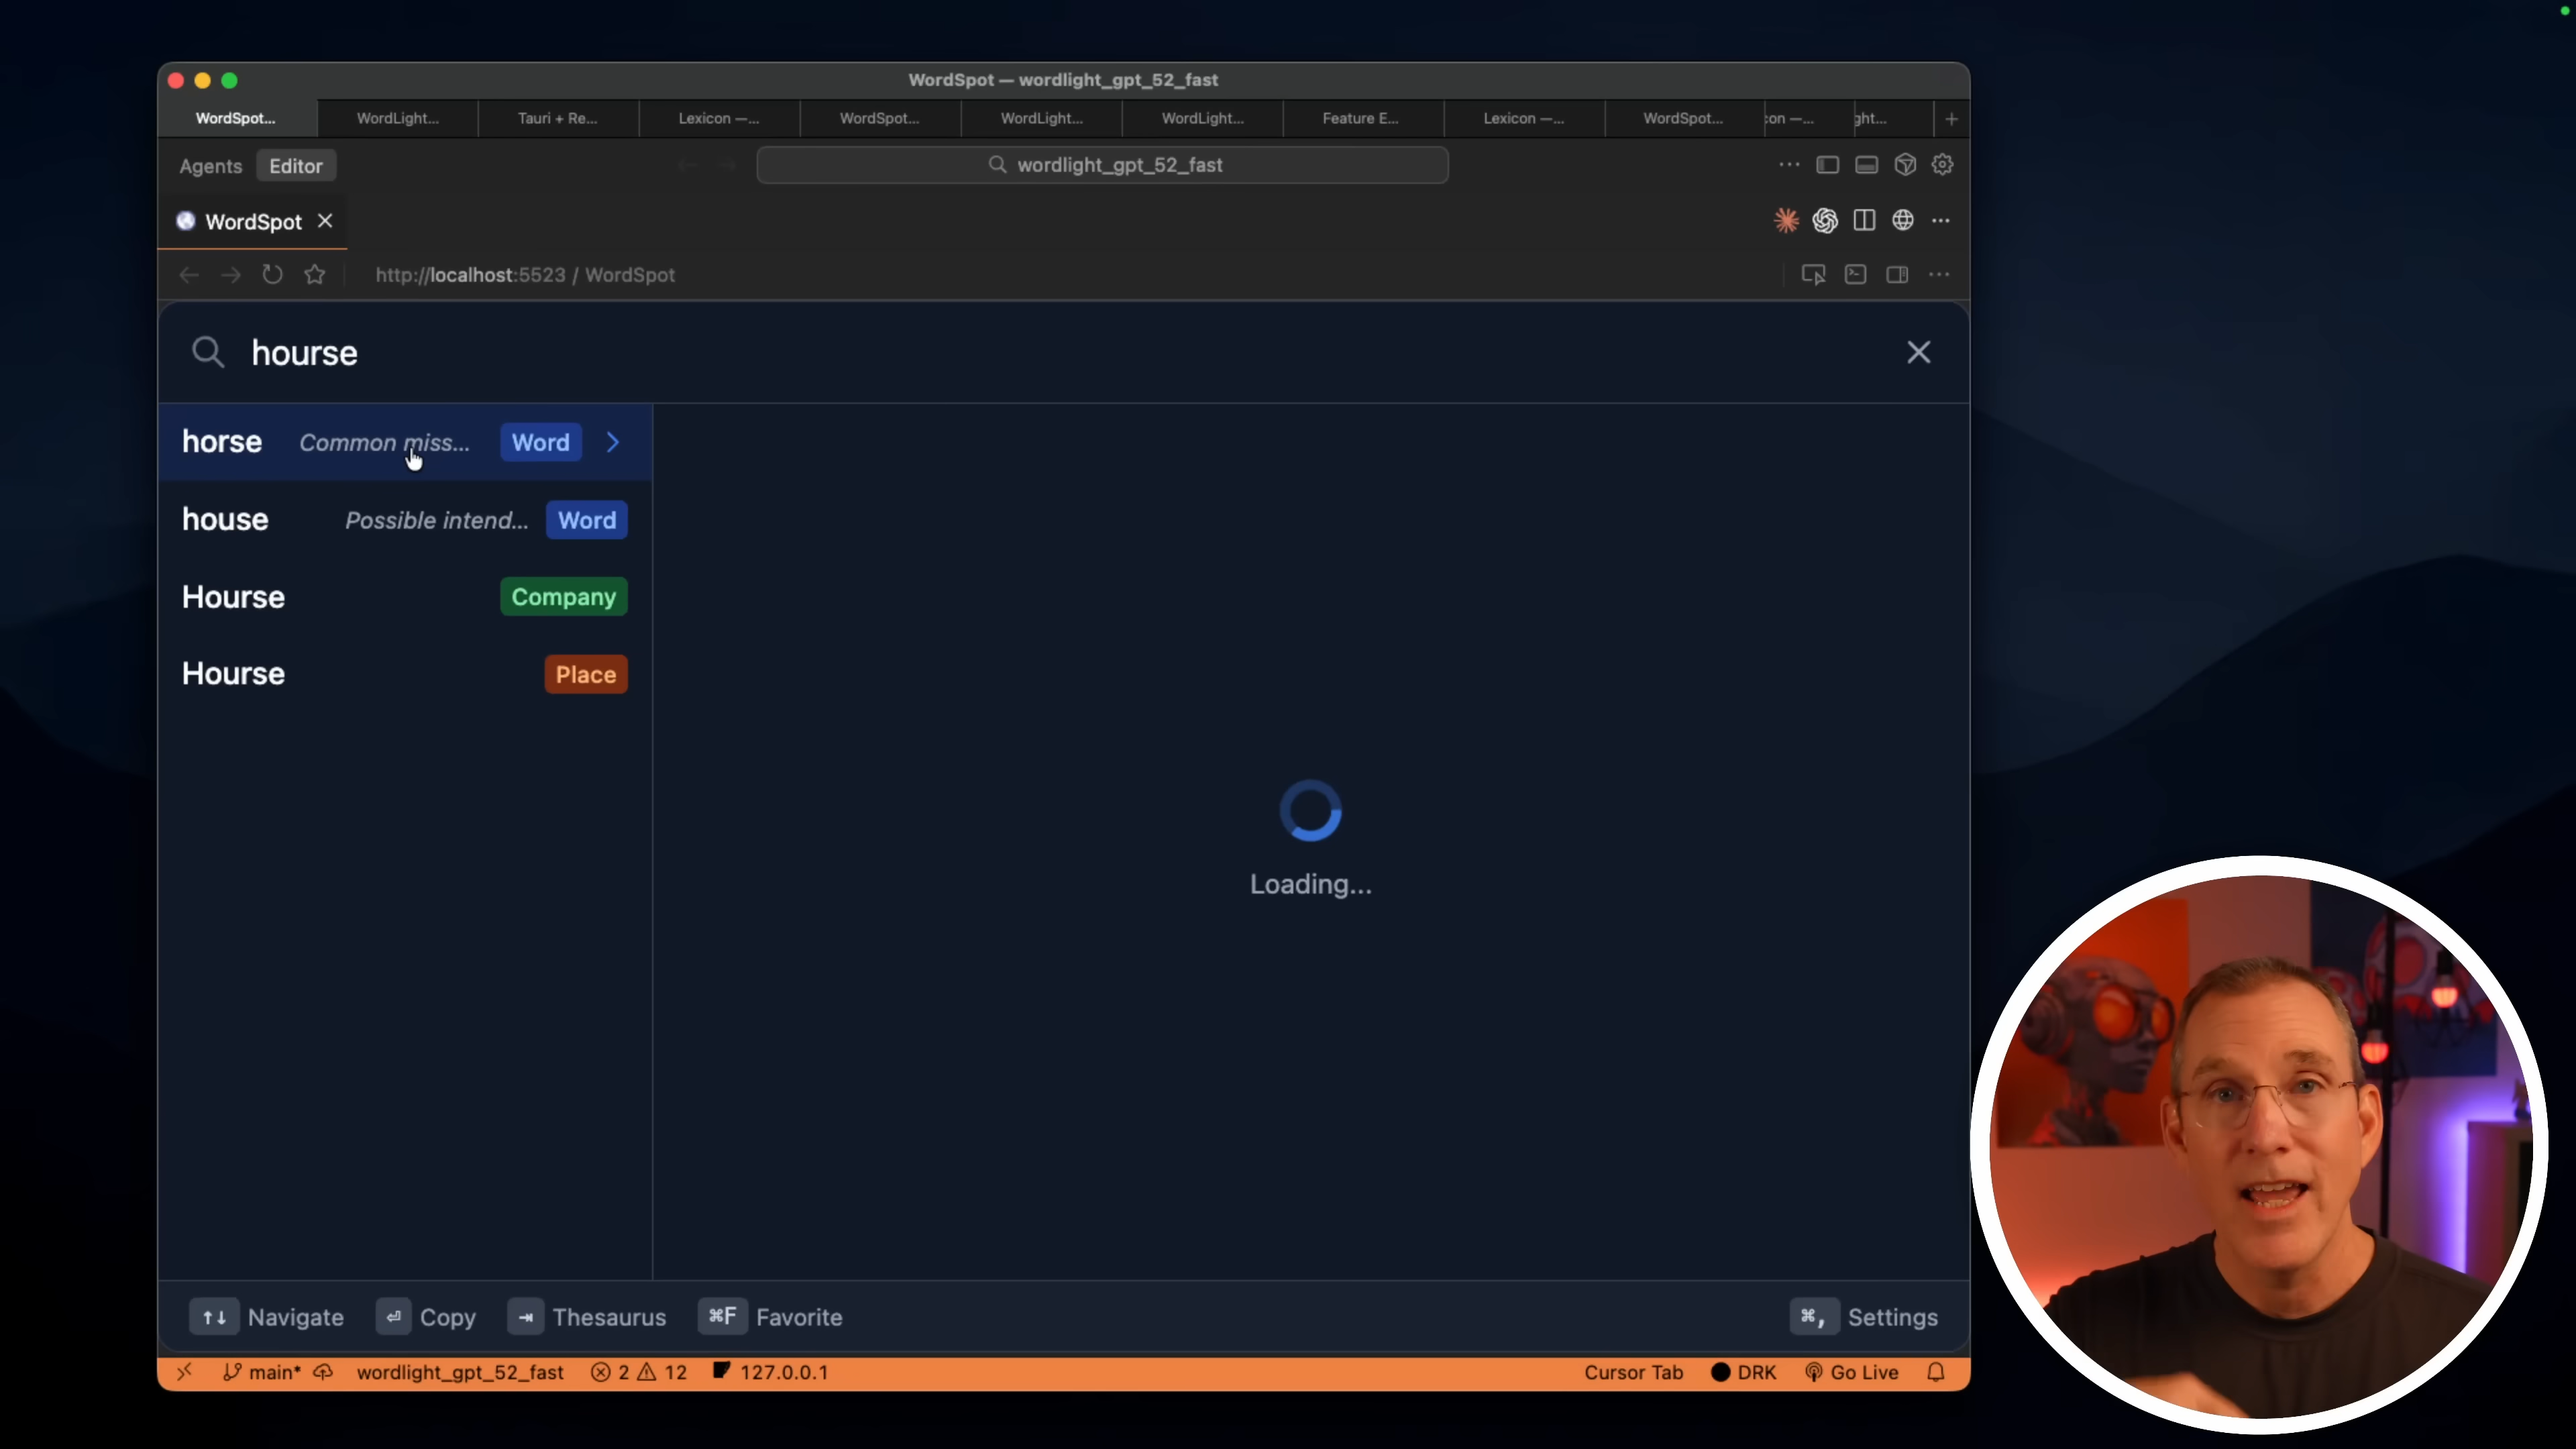 WordSpot — wordlight_gpt_52_fast
WordSpot... WordLight... Tauri + Re... Lexicon —... WordSpot... WordLight... WordLight... Feature E... Lexicon —... WordSpot... con —... ght...
Agents Editor wordlight_gpt_52_fast
WordSpot
http://localhost:5523 / WordSpot
hourse
horse Common miss... Word
house Possible intend... Word
Hourse Company
Hourse Place
Loading...
Navigate Copy Thesaurus ⌘F Favorite ⌘, Settings
main* wordlight_gpt_52_fast 2 12 127.0.0.1 Cursor Tab DRK Go Live